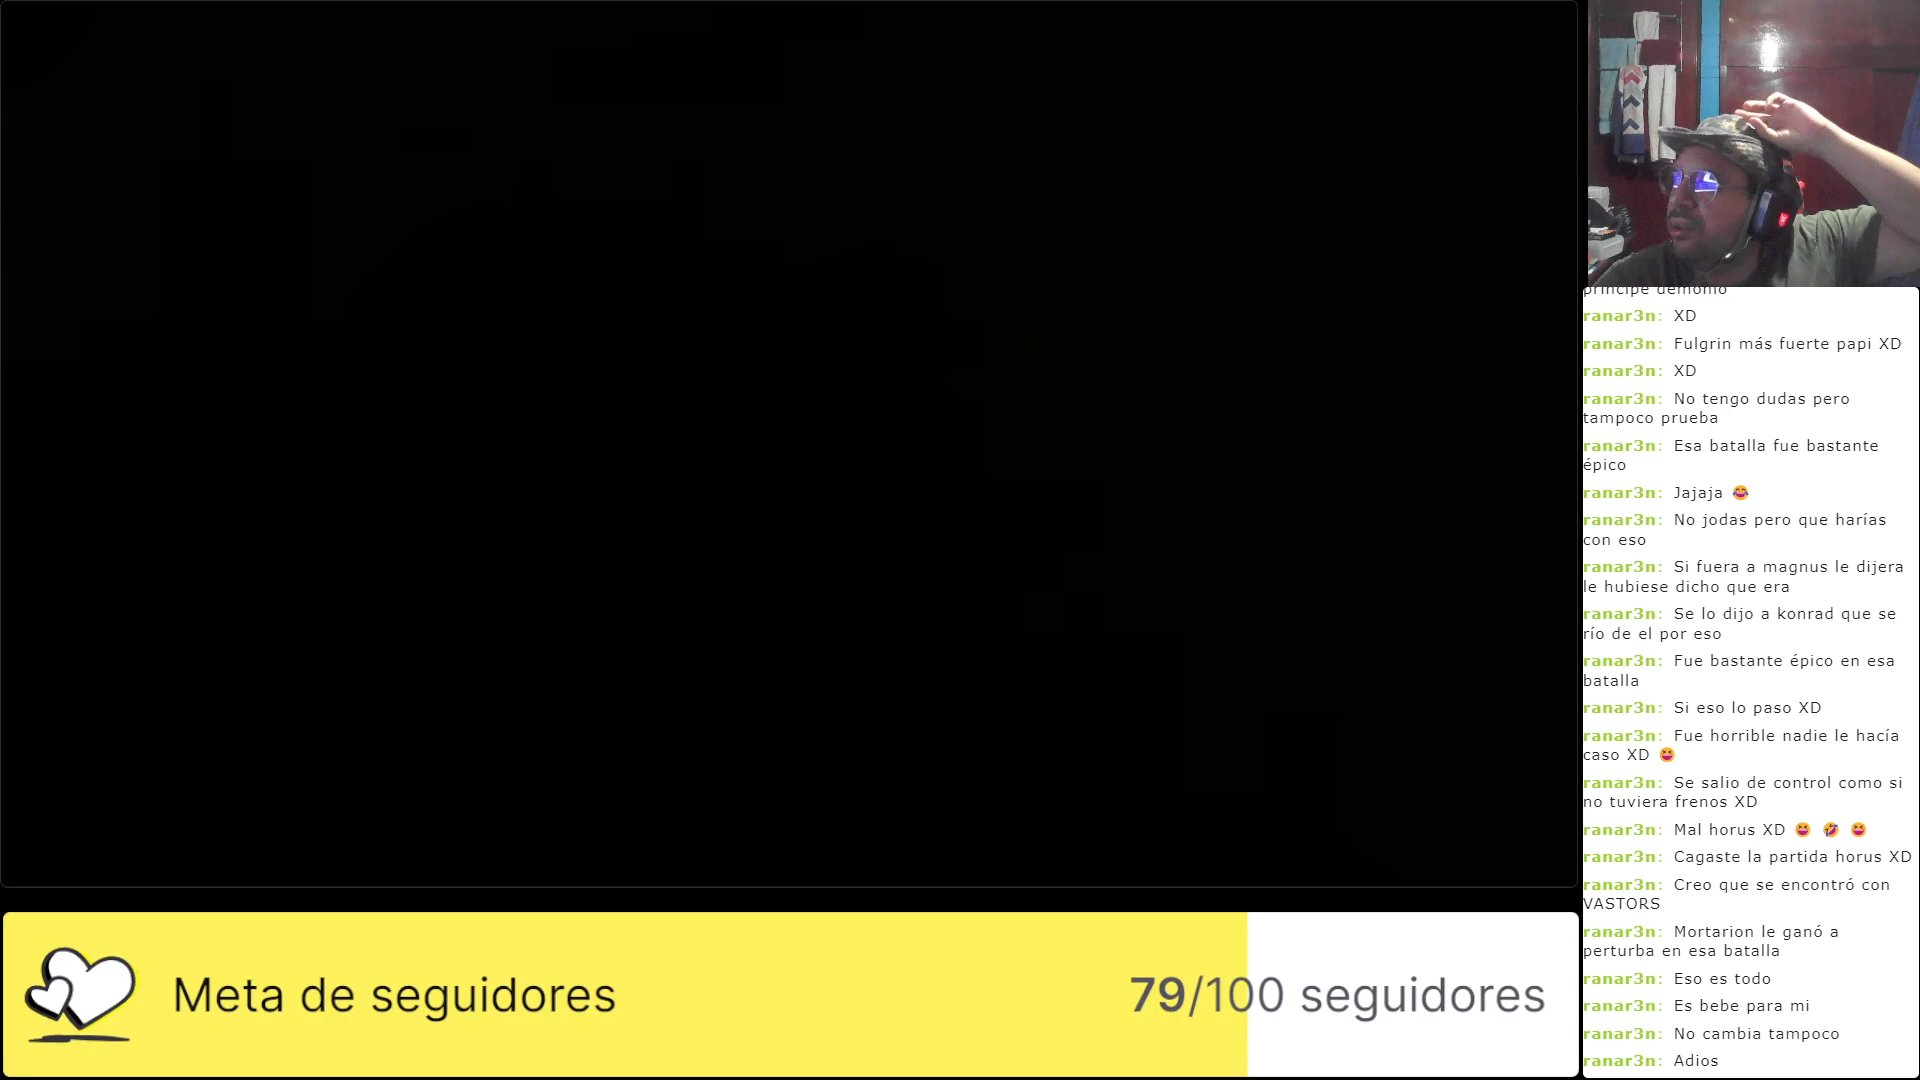 principe demonio
ranar3n: XD
ranar3n: Fulgrin más fuerte papi XD
ranar3n: XD
ranar3n: No tengo dudas pero
tampoco prueba
ranar3n: Esa batalla fue bastante
épico
ranar3n: Jajaja 😂
ranar3n: No jodas pero que harías
con eso
ranar3n: Si fuera a magnus le dijera
le hubiese dicho que era
ranar3n: Se lo dijo a konrad que se
río de el por eso
ranar3n: Fue bastante épico en esa
batalla
ranar3n: Si eso lo paso XD
ranar3n: Fue horrible nadie le hacía
caso XD 😆
ranar3n: Se salio de control como si
no tuviera frenos XD
ranar3n: Mal horus XD 😆 🤣 😆
ranar3n: Cagaste la partida horus XD
ranar3n: Creo que se encontró con
VASTORS
ranar3n: Mortarion le ganó a
perturba en esa batalla
ranar3n: Eso es todo
ranar3n: Es bebe para mi
ranar3n: No cambia tampoco
ranar3n: Adios
Meta de seguidores
79/100 seguidores